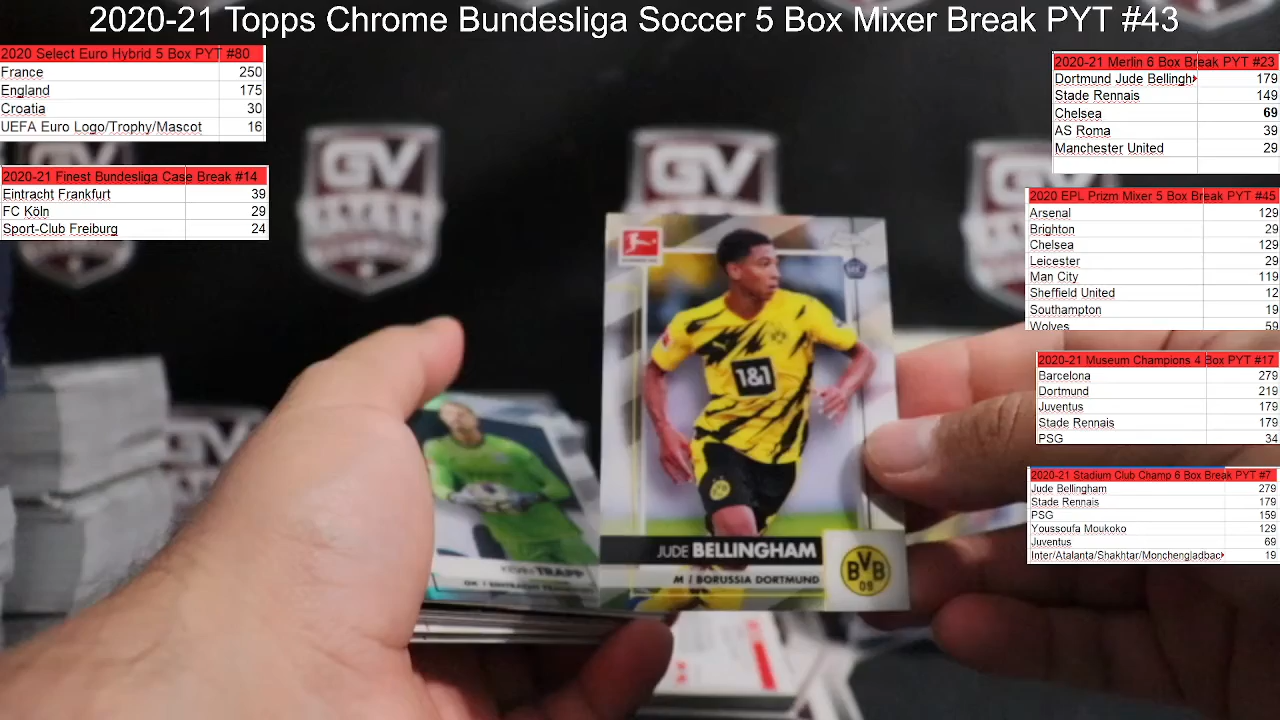 2020-21 Topps Chrome Bundesliga Soccer 5 Box Mixer Break PYT #43
2020 Select Euro Hybrid 5 Box PYT #80
France 250
England 175
Croatia 30
UEFA Euro Logo/Trophy/Mascot 16
2020-21 Finest Bundesliga Case Break #14
Eintracht Frankfurt 39
FC Köln 29
Sport-Club Freiburg 24
2020-21 Merlin 6 Box Break PYT #23
Dortmund Jude Bellingh
179
Stade Rennais 149
Chelsea 69
AS Roma 39
Manchester United 29
2020 EPL Prizm Mixer 5 Box Break PYT #45
Arsenal 129
Brighton 29
Chelsea 129
Leicester 29
Man City 119
Sheffield United 12
Southampton 19
Wolves 59
2020-21 Museum Champions 4 Box PYT #17
Barcelona 279
Dortmund 219
Juventus 179
Stade Rennais 179
PSG 34
2020-21 Stadium Club Champ 6 Box Break PYT #7
Jude Bellingham 279
Stade Rennais 179
PSG 159
Youssoufa Moukoko 129
Juventus 69
Inter/Atalanta/Shakhtar/Monchengladbac 19
GV
GV
GV
1&1
JUDE BELLINGHAM
M / BORUSSIA DORTMUND
BVB
09
TRAPP